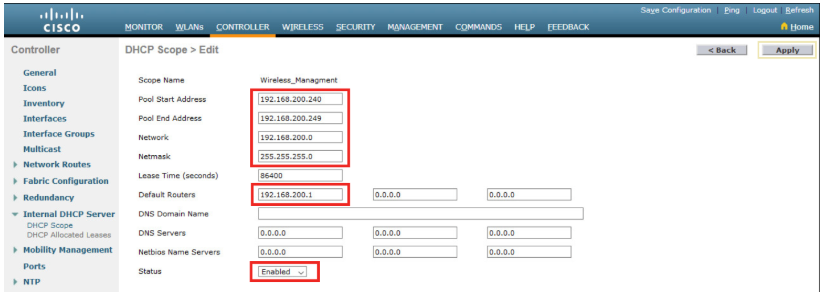 Save Configuration | Ping | Logout | Refresh
CISCO MONITOR WLANs CONTROLLER WIRELESS SECURITY MANAGEMENT COMMANDS HELP FEEDBACK Home
Controller
General
Icons
Inventory
Interfaces
Interface Groups
Multicast
Network Routes
Fabric Configuration
Redundancy
Internal DHCP Server
DHCP Scope
DHCP Allocated Leases
Mobility Management
Ports
NTP
DHCP Scope > Edit < Back Apply
Scope Name Wireless_Managment
Pool Start Address 192.168.200.240
Pool End Address 192.168.200.249
Network 192.168.200.0
Netmask 255.255.255.0
Lease Time (seconds) 86400
Default Routers 192.168.200.1 0.0.0.0 0.0.0.0
DNS Domain Name
DNS Servers 0.0.0.0 0.0.0.0 0.0.0.0
Netbios Name Servers 0.0.0.0 0.0.0.0 0.0.0.0
Status Enabled